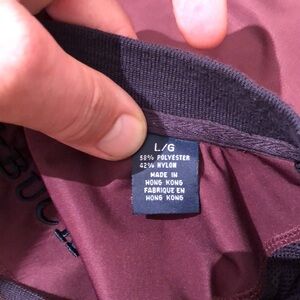 L/G
58% POLYESTER
42% NYLON
MADE IN
HONG KONG
FABRIQUE EN
HONG KONG